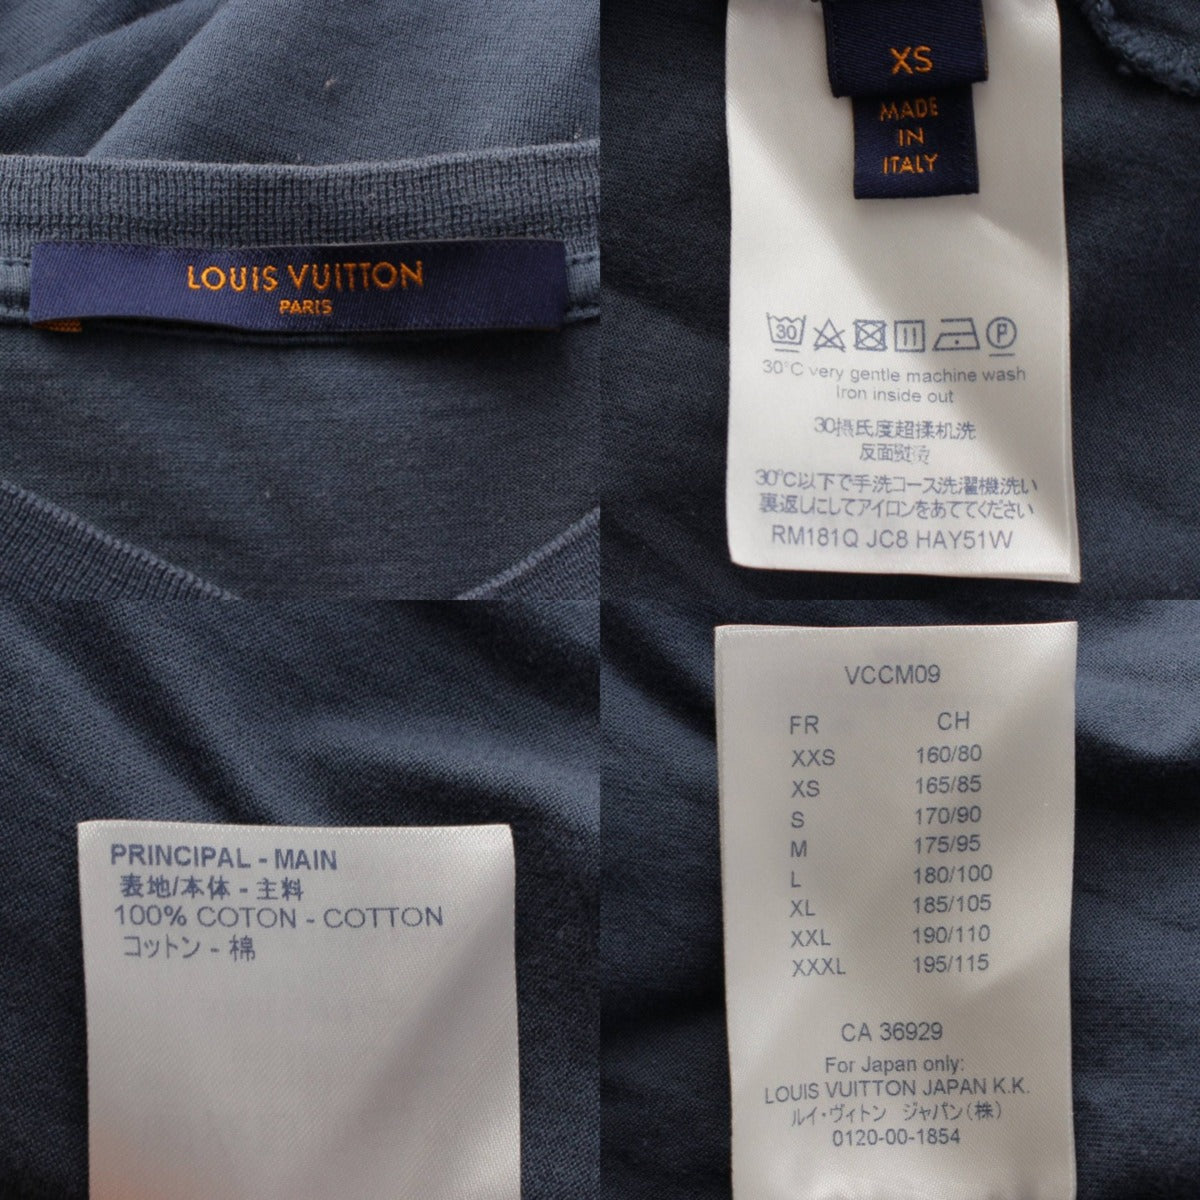 LOUIS VUITTON
PARIS
XS
MADE
IN
ITALY
30
P
30°C very gentle machine wash
Iron inside out
30摄氏度超揉机洗
反面熨烫
30℃以下で手洗コース洗濯機洗い
裏返しにしてアイロンをあててください
RM181Q JC8 HAY51W
PRINCIPAL - MAIN
表地/本体 - 主料
100% COTON - COTTON
コットン - 棉
VCCM09
FR CH
XXS 160/80
XS 165/85
S 170/90
M 175/95
L 180/100
XL 185/105
XXL 190/110
XXXL 195/115
CA 36929
For Japan only:
LOUIS VUITTON JAPAN K.K.
ルイ・ヴィトン ジャパン(株)
0120-00-1854